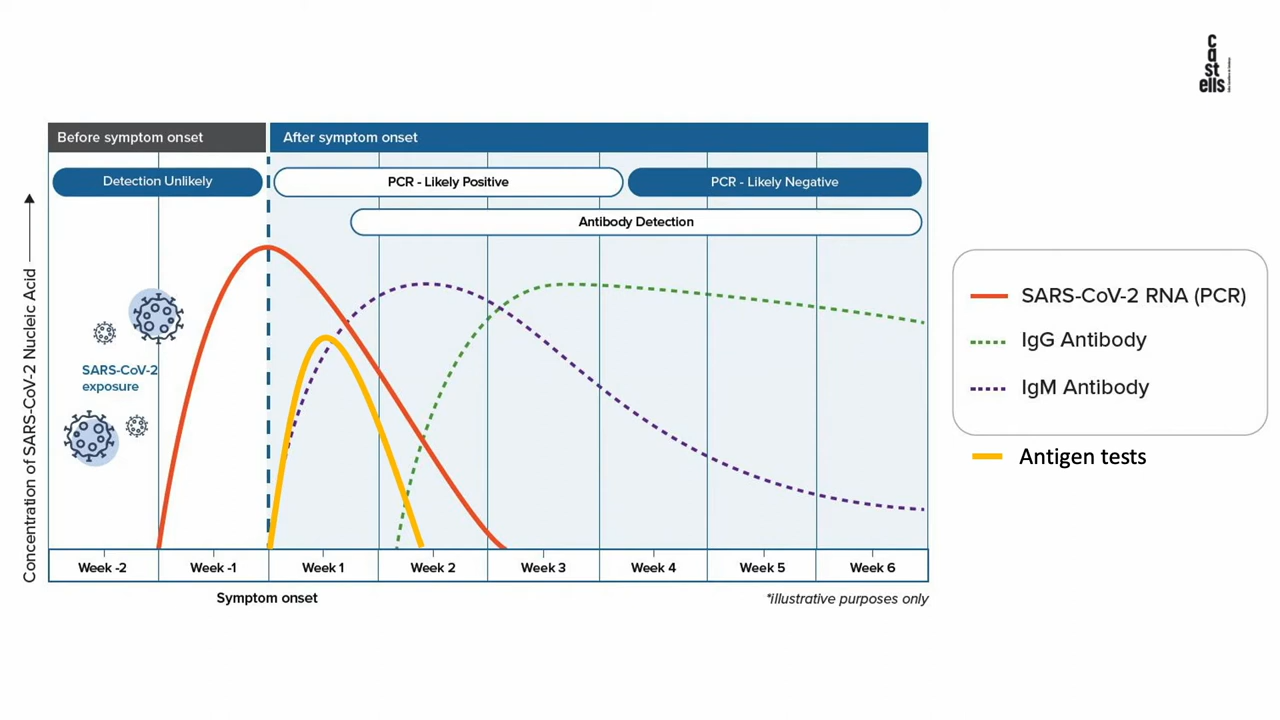 ca
st
ells
Before symptom onset
After symptom onset
Detection Unlikely
PCR - Likely Positive
PCR - Likely Negative
Antibody Detection
Concentration of SARS-CoV-2 Nucleic Acid
SARS-CoV-2
exposure
SARS-CoV-2 RNA (PCR)
IgG Antibody
IgM Antibody
Antigen tests
Week -2
Week -1
Week 1
Week 2
Week 3
Week 4
Week 5
Week 6
Symptom onset
*illustrative purposes only